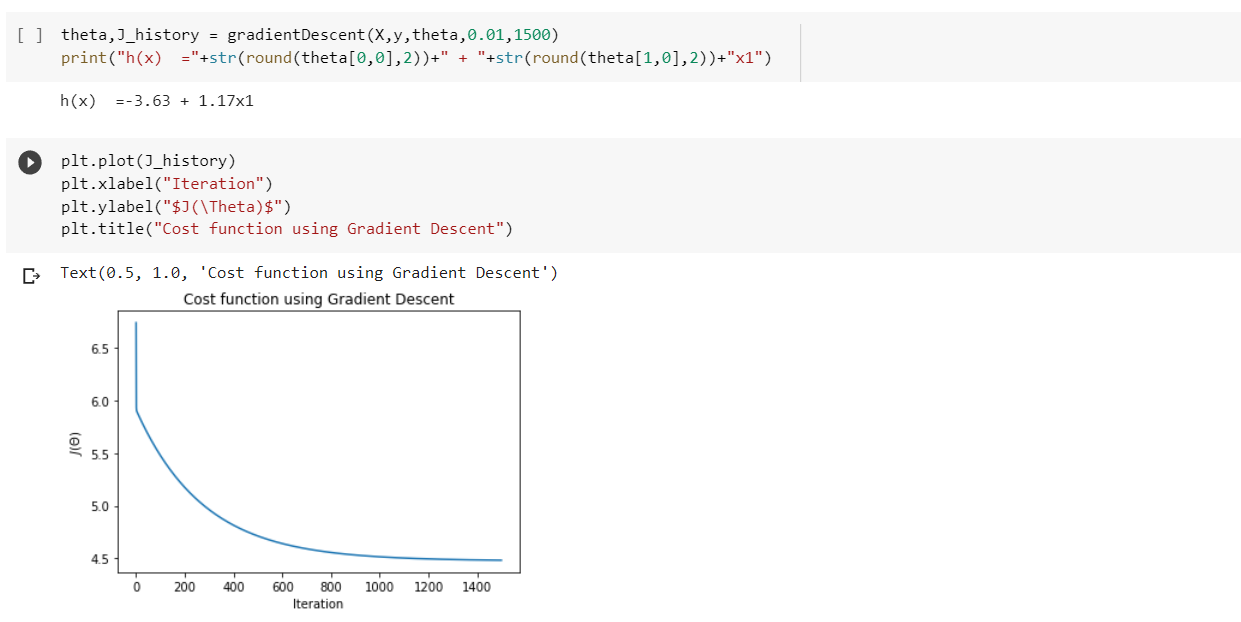 [ ] theta,J_history = gradientDescent(X,y,theta,0.01,1500)
print("h(x)  ="+str(round(theta[0,0],2))+" + "+str(round(theta[1,0],2))+"x1")
h(x)  =-3.63 + 1.17x1
plt.plot(J_history)
plt.xlabel("Iteration")
plt.ylabel("$J(\Theta)$")
plt.title("Cost function using Gradient Descent")
Text(0.5, 1.0, 'Cost function using Gradient Descent')
Cost function using Gradient Descent
6.5
6.0
5.5
5.0
4.5
J(Θ)
0 200 400 600 800 1000 1200 1400
Iteration